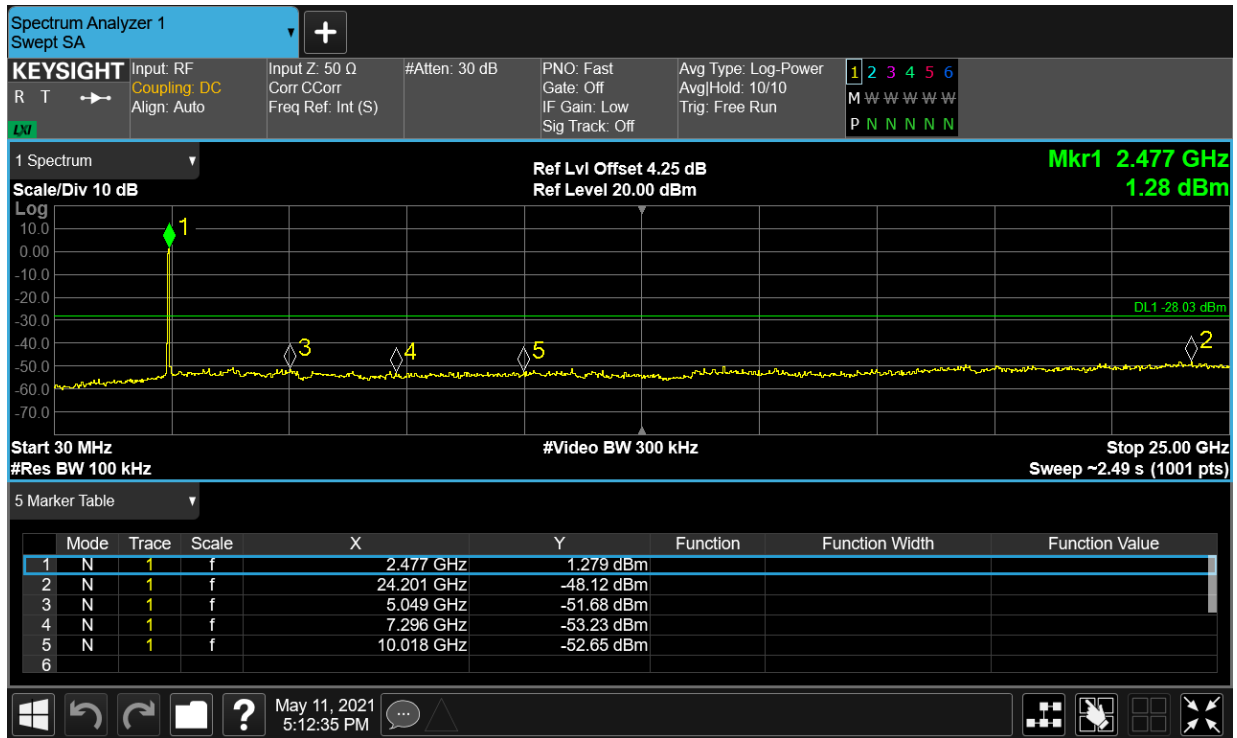 Spectrum Analyzer 1
Swept SA
KEYSIGHT
R T
LXI
Input: RF
Coupling: DC
Align: Auto
Input Z: 50 Ω
Corr CCorr
Freq Ref: Int (S)
#Atten: 30 dB
PNO: Fast
Gate: Off
IF Gain: Low
Sig Track: Off
Avg Type: Log-Power
Avg|Hold: 10/10
Trig: Free Run
1 2 3 4 5 6
M W W W W W
P N N N N N
1 Spectrum
Scale/Div 10 dB
Ref Lvl Offset 4.25 dB
Ref Level 20.00 dBm
Mkr1 2.477 GHz
1.28 dBm
Log
10.0
0.00
-10.0
-20.0
-30.0
-40.0
-50.0
-60.0
-70.0
1
DL1 -28.03 dBm
3
4
5
2
Start 30 MHz
#Video BW 300 kHz
Stop 25.00 GHz
#Res BW 100 kHz
Sweep ~2.49 s (1001 pts)
5 Marker Table
Mode Trace Scale X Y Function Function Width Function Value
1 N 1 f 2.477 GHz 1.279 dBm
2 N 1 f 24.201 GHz -48.12 dBm
3 N 1 f 5.049 GHz -51.68 dBm
4 N 1 f 7.296 GHz -53.23 dBm
5 N 1 f 10.018 GHz -52.65 dBm
6
?
May 11, 2021
5:12:35 PM